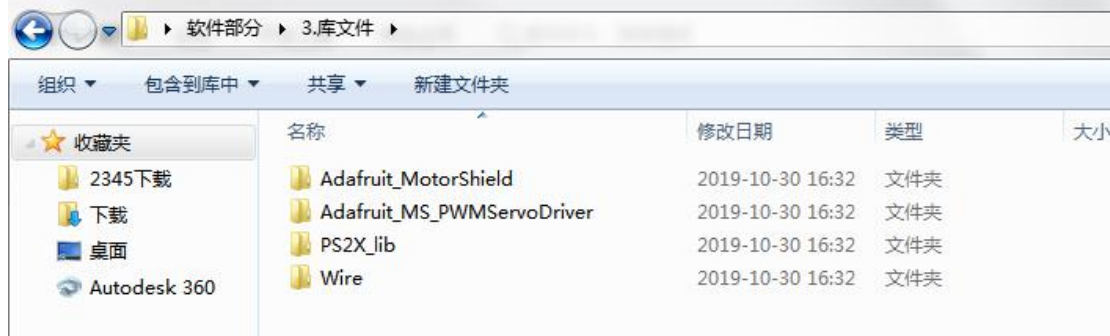 软件部分 3.库文件
组织 包含到库中 共享 新建文件夹
收藏夹
2345下载
下载
桌面
Autodesk 360
名称 修改日期 类型 大小
Adafruit_MotorShield 2019-10-30 16:32 文件夹
Adafruit_MS_PWMServoDriver 2019-10-30 16:32 文件夹
PS2X_lib 2019-10-30 16:32 文件夹
Wire 2019-10-30 16:32 文件夹